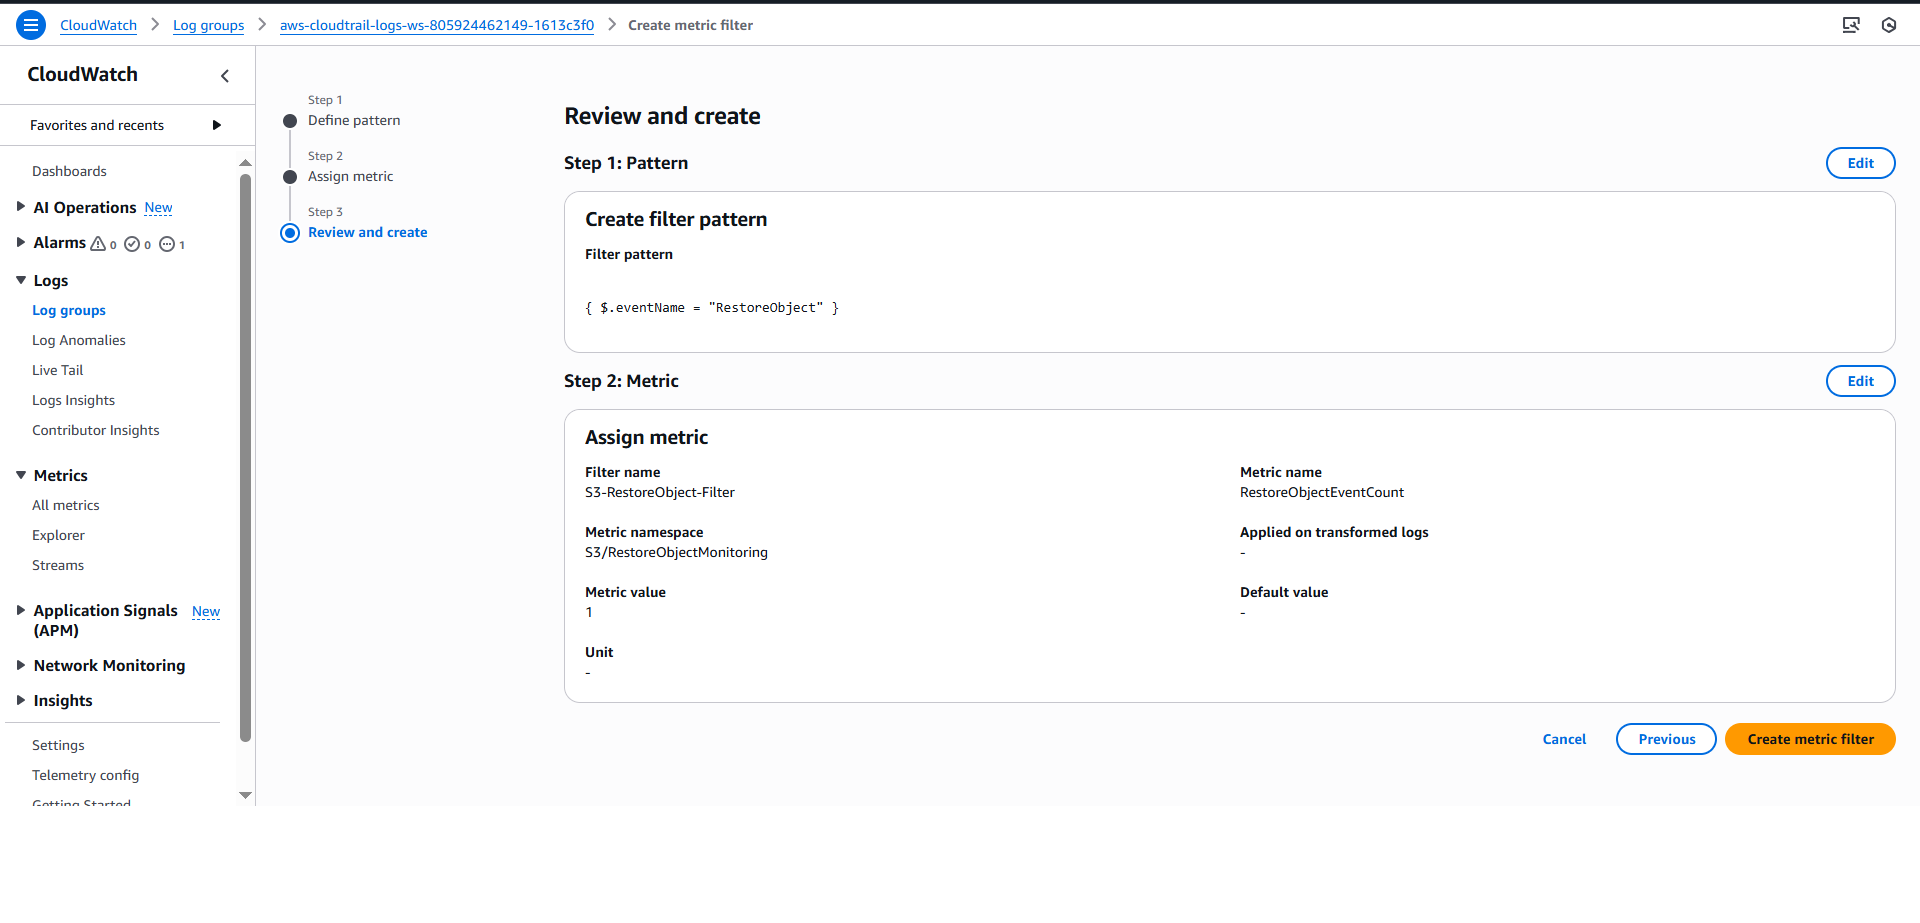 CloudWatch > Log groups > aws-cloudtrail-logs-ws-805924462149-1613c3f0 > Create metric filter
CloudWatch
Favorites and recents
Dashboards
AI Operations New
Alarms 0 0 1
Logs
Log groups
Log Anomalies
Live Tail
Logs Insights
Contributor Insights
Metrics
All metrics
Explorer
Streams
Application Signals New
(APM)
Network Monitoring
Insights
Settings
Telemetry config
Getting Started
Step 1
Define pattern
Step 2
Assign metric
Step 3
Review and create
Review and create
Step 1: Pattern
Edit
Create filter pattern
Filter pattern
{ $.eventName = "RestoreObject" }
Step 2: Metric
Edit
Assign metric
Filter name
S3-RestoreObject-Filter
Metric name
RestoreObjectEventCount
Metric namespace
S3/RestoreObjectMonitoring
Applied on transformed logs
-
Metric value
1
Default value
-
Unit
-
Cancel
Previous
Create metric filter